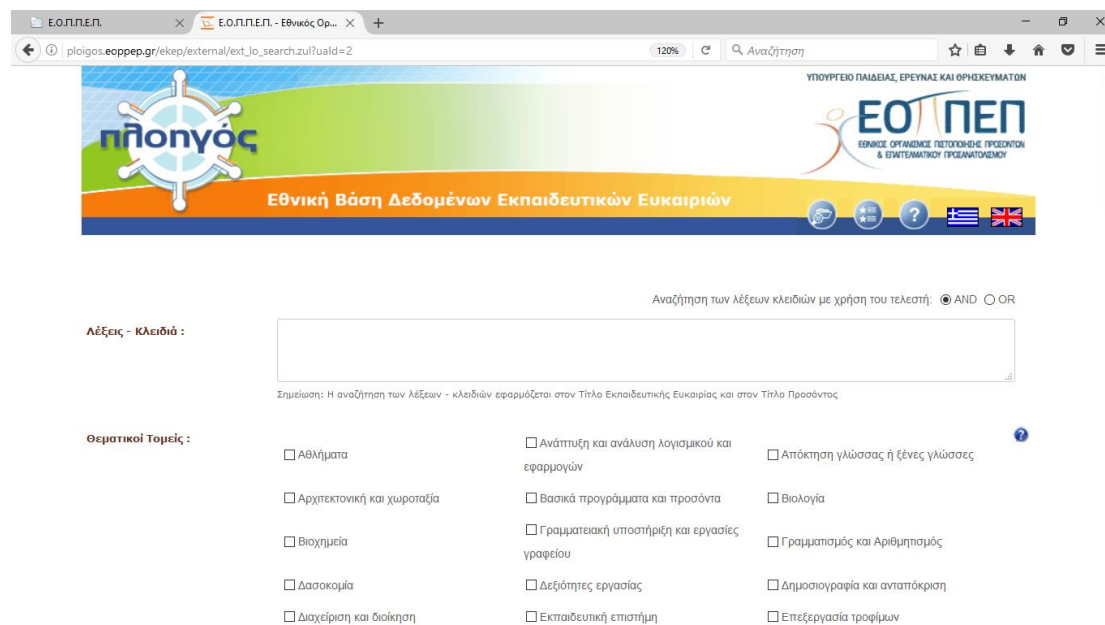 Ε.Ο.Π.Π.Ε.Π.
Ε.Ο.Π.Π.Ε.Π. - Εθνικός Ορ...
ploigos.eoppep.gr/ekep/external/ext_lo_search.zul?uaId=2
120%
Αναζήτηση
ΥΠΟΥΡΓΕΙΟ ΠΑΙΔΕΙΑΣ, ΕΡΕΥΝΑΣ ΚΑΙ ΘΡΗΣΚΕΥΜΑΤΩΝ
πλοηγός
ΕΟΠΠΕΠ
ΕΘΝΙΚΟΣ ΟΡΓΑΝΙΣΜΟΣ ΠΙΣΤΟΠΟΙΗΣΗΣ ΠΡΟΣΟΝΤΩΝ
& ΕΠΑΓΓΕΛΜΑΤΙΚΟΥ ΠΡΟΣΑΝΑΤΟΛΙΣΜΟΥ
Εθνική Βάση Δεδομένων Εκπαιδευτικών Ευκαιριών
Αναζήτηση των λέξεων κλειδιών με χρήση του τελεστή: AND OR
Λέξεις - Κλειδιά :
Σημείωση: Η αναζήτηση των λέξεων - κλειδιών εφαρμόζεται στον Τίτλο Εκπαιδευτικής Ευκαιρίας και στον Τίτλο Προσόντος
Θεματικοί Τομείς :
Αθλήματα
Ανάπτυξη και ανάλυση λογισμικού και
εφαρμογών
Απόκτηση γλώσσας ή ξένες γλώσσες
Αρχιτεκτονική και χωροταξία
Βασικά προγράμματα και προσόντα
Βιολογία
Βιοχημεία
Γραμματειακή υποστήριξη και εργασίες
γραφείου
Γραμματισμός και Αριθμητισμός
Δασοκομία
Δεξιότητες εργασίας
Δημοσιογραφία και ανταπόκριση
Διαχείριση και διοίκηση
Εκπαιδευτική επιστήμη
Επεξεργασία τροφίμων